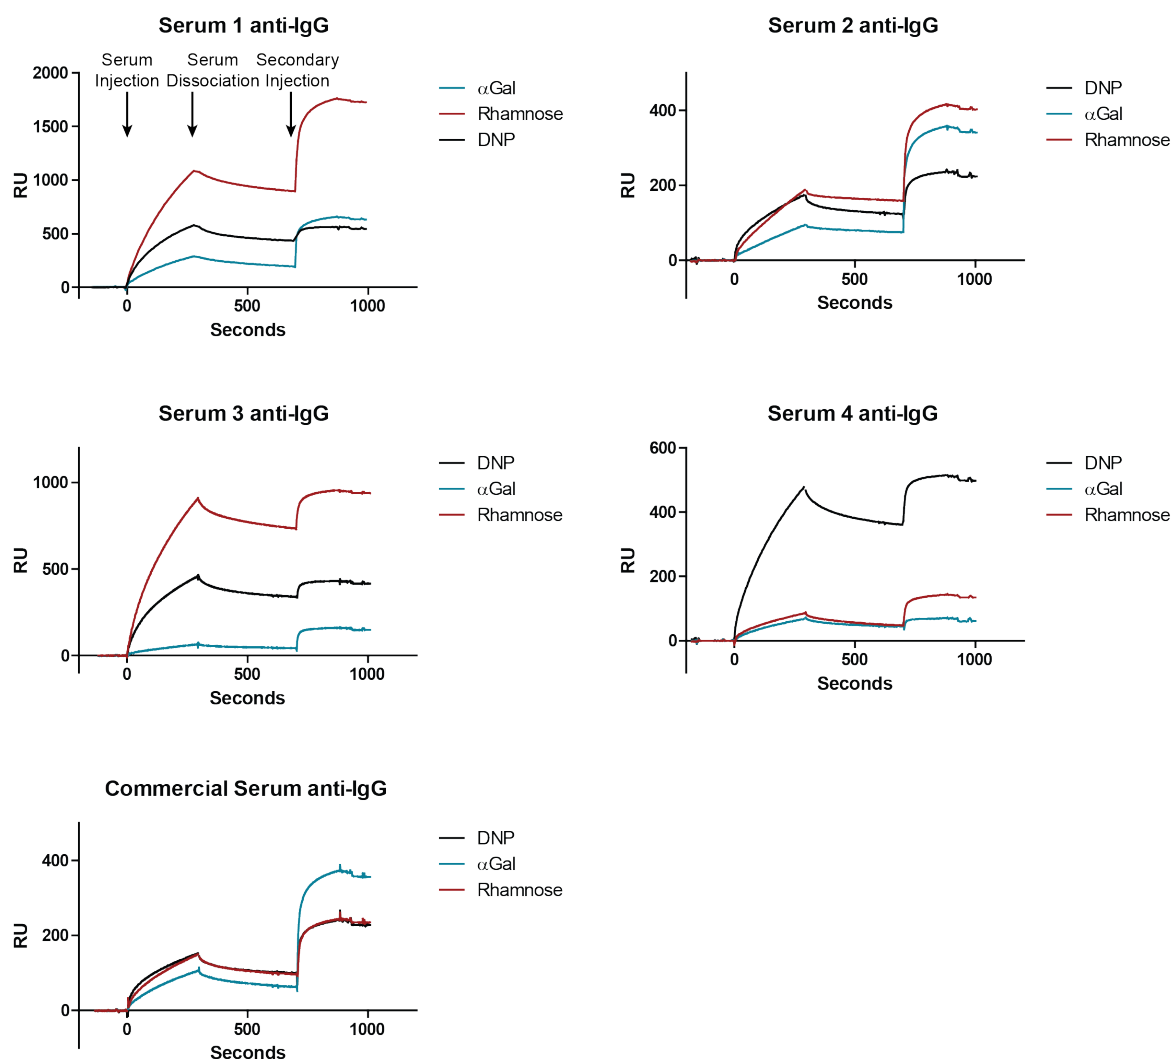 Serum 1 anti-IgG
Serum Injection
Serum Dissociation
Secondary Injection
2000
1500
1000
500
0
RU
0 500 1000
Seconds
αGal
Rhamnose
DNP
Serum 2 anti-IgG
400
200
0
RU
0 500 1000
Seconds
DNP
αGal
Rhamnose
Serum 3 anti-IgG
1000
500
0
RU
0 500 1000
Seconds
DNP
αGal
Rhamnose
Serum 4 anti-IgG
600
400
200
0
RU
0 500 1000
Seconds
DNP
αGal
Rhamnose
Commercial Serum anti-IgG
400
200
0
RU
0 500 1000
Seconds
DNP
αGal
Rhamnose